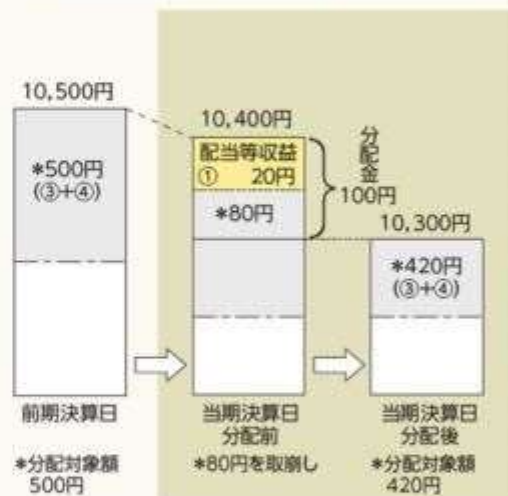 10,500円
*500円
(③+④)
前期決算日
*分配対象額
500円
10,400円
配当等収益
① 20円
*80円
分配金
100円
当期決算日
分配前
*80円を取崩し
10,300円
*420円
(③+④)
当期決算日
分配後
*分配対象額
420円